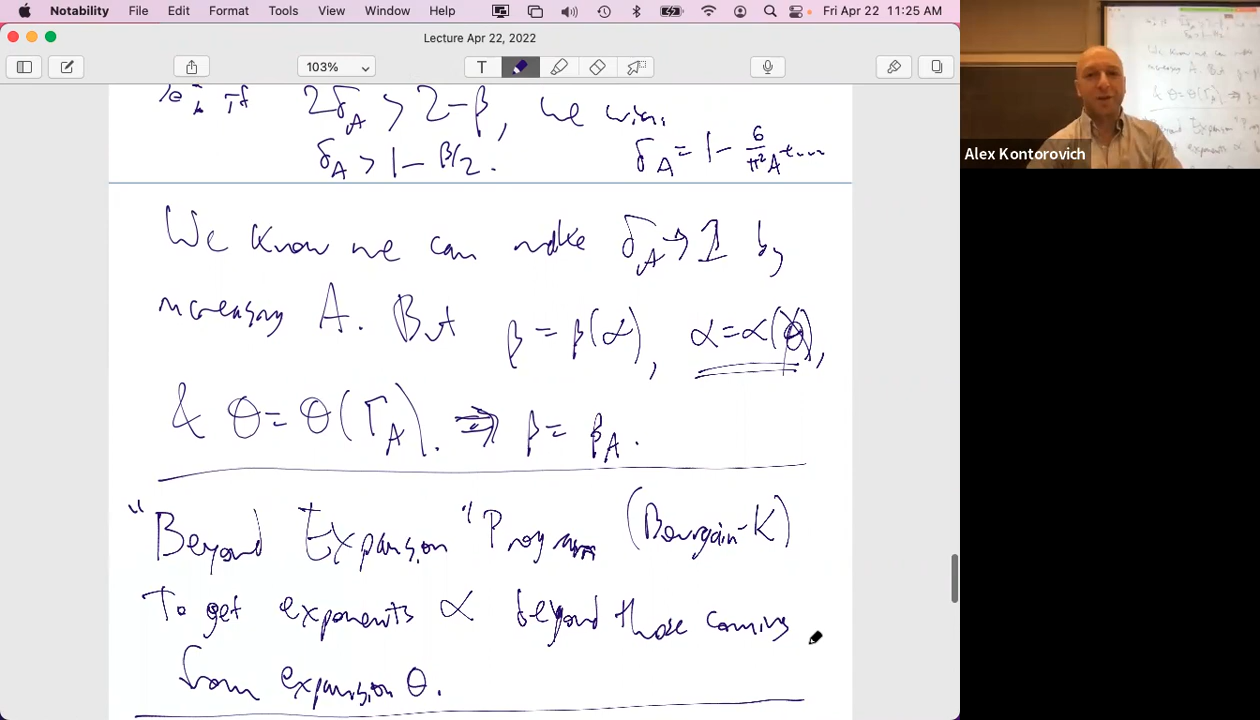 Notability File Edit Format Tools View Window Help Fri Apr 22 11:25 AM
Lecture Apr 22, 2022
103%
T
if 2δ_A > 2-β, we win.
δ_A > 1 - β/2. δ_A = 1 - 6/π²A + ...
We know we can make δ_A → 1 by
increasing A. But β = β(α), α = α(θ),
& θ = θ(Γ_A). ⇒ β = β_A.
"Beyond Expansion" Program (Bourgain-K)
To get exponents α beyond those coming
from expansion θ.
Alex Kontorovich